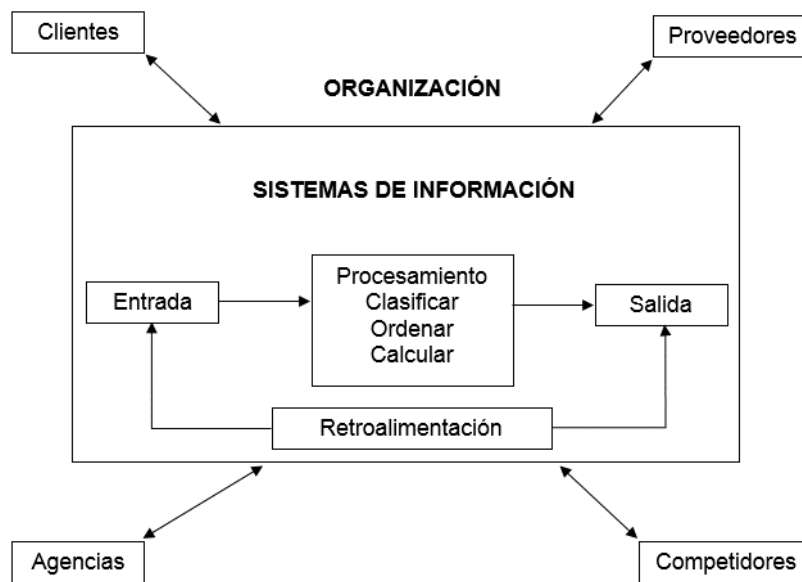 Clientes
Proveedores
ORGANIZACIÓN
SISTEMAS DE INFORMACIÓN
Entrada
Procesamiento
Clasificar
Ordenar
Calcular
Salida
Retroalimentación
Agencias
Competidores